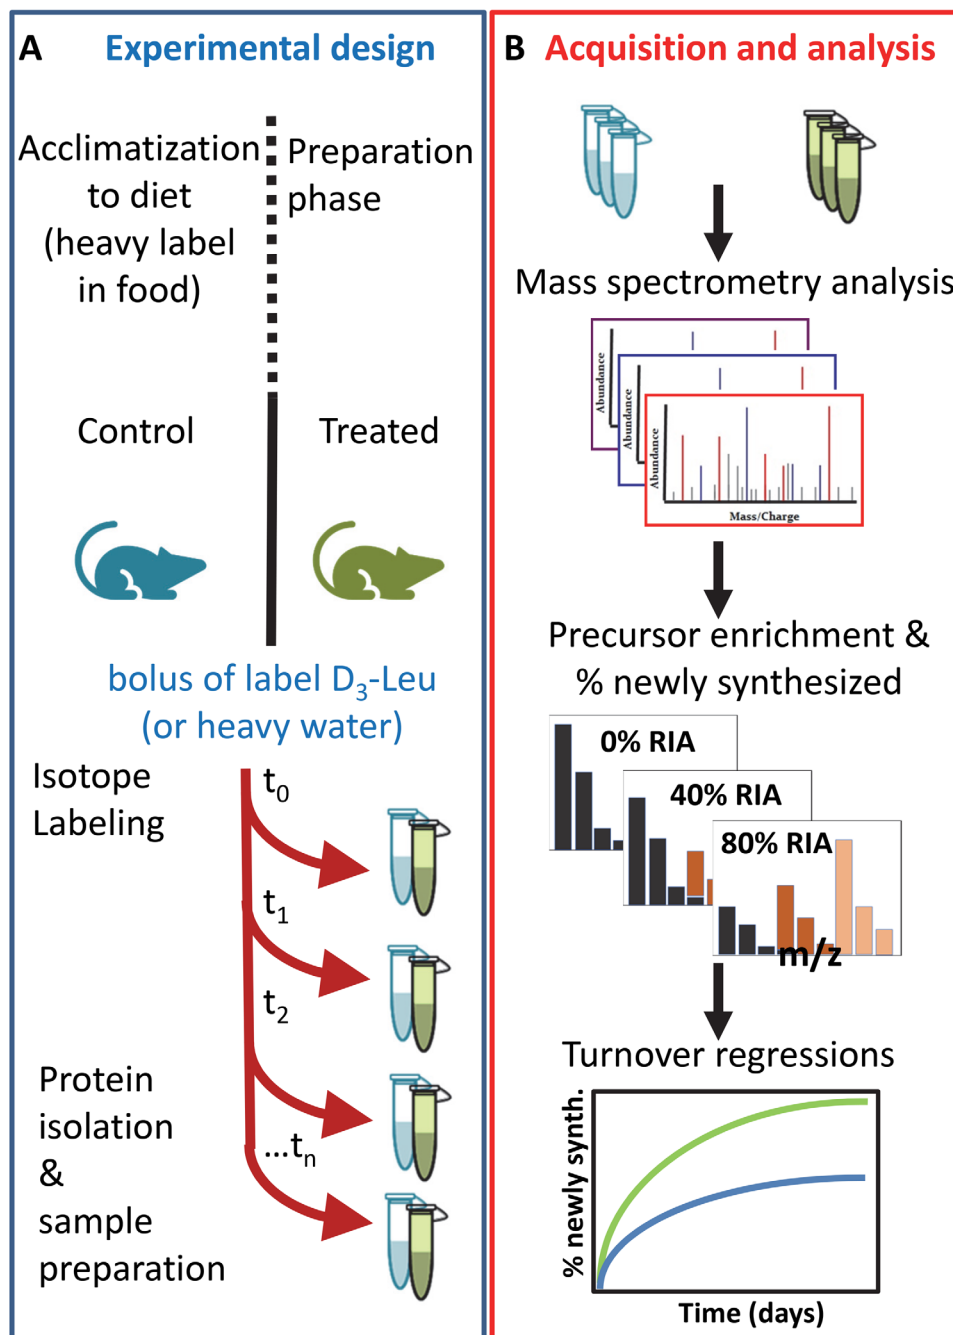 A Experimental design
Acclimatization
to diet
(heavy label
in food)
Preparation
phase
Control
Treated
bolus of label D₃-Leu
(or heavy water)
Isotope
Labeling
t₀
t₁
t₂
...tₙ
Protein
isolation
&
sample
preparation
B Acquisition and analysis
Mass spectrometry analysis
Abundance
Abundance
Abundance
Mass/Charge
Precursor enrichment &
% newly synthesized
0% RIA
40% RIA
80% RIA
m/z
Turnover regressions
% newly synth.
Time (days)